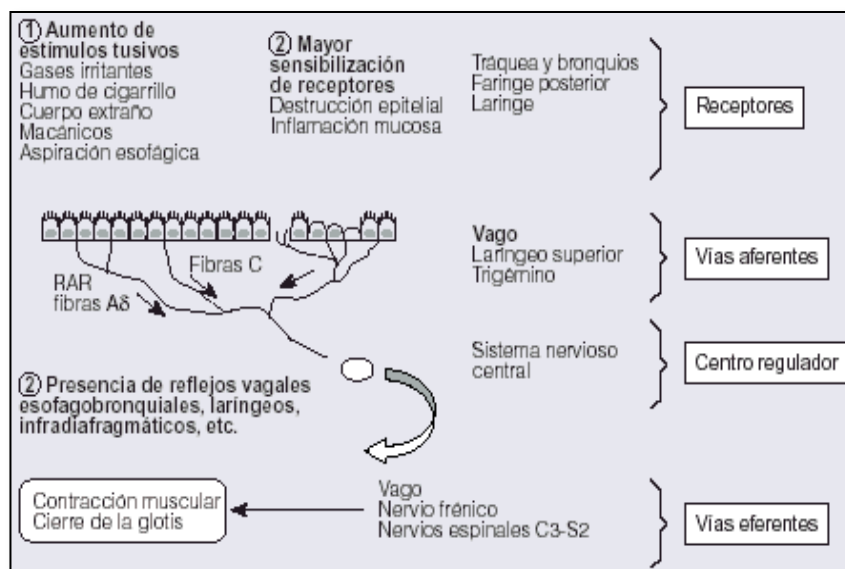 ① Aumento de
estímulos tusivos
Gases irritantes
Humo de cigarrillo
Cuerpo extraño
Macánicos
Aspiración esofágica
② Mayor
sensibilización
de receptores
Destrucción epitelial
Inflamación mucosa
Tráquea y bronquios
Faringe posterior
Laringe
Receptores
Fibras C
RAR
fibras Aδ
Vago
Laríngeo superior
Trigémino
Vías aferentes
Sistema nervioso
central
Centro regulador
② Presencia de reflejos vagales
esofagobronquiales, laríngeos,
infradiafragmáticos, etc.
Contracción muscular
Cierre de la glotis
Vago
Nervio frénico
Nervios espinales C3-S2
Vías eferentes